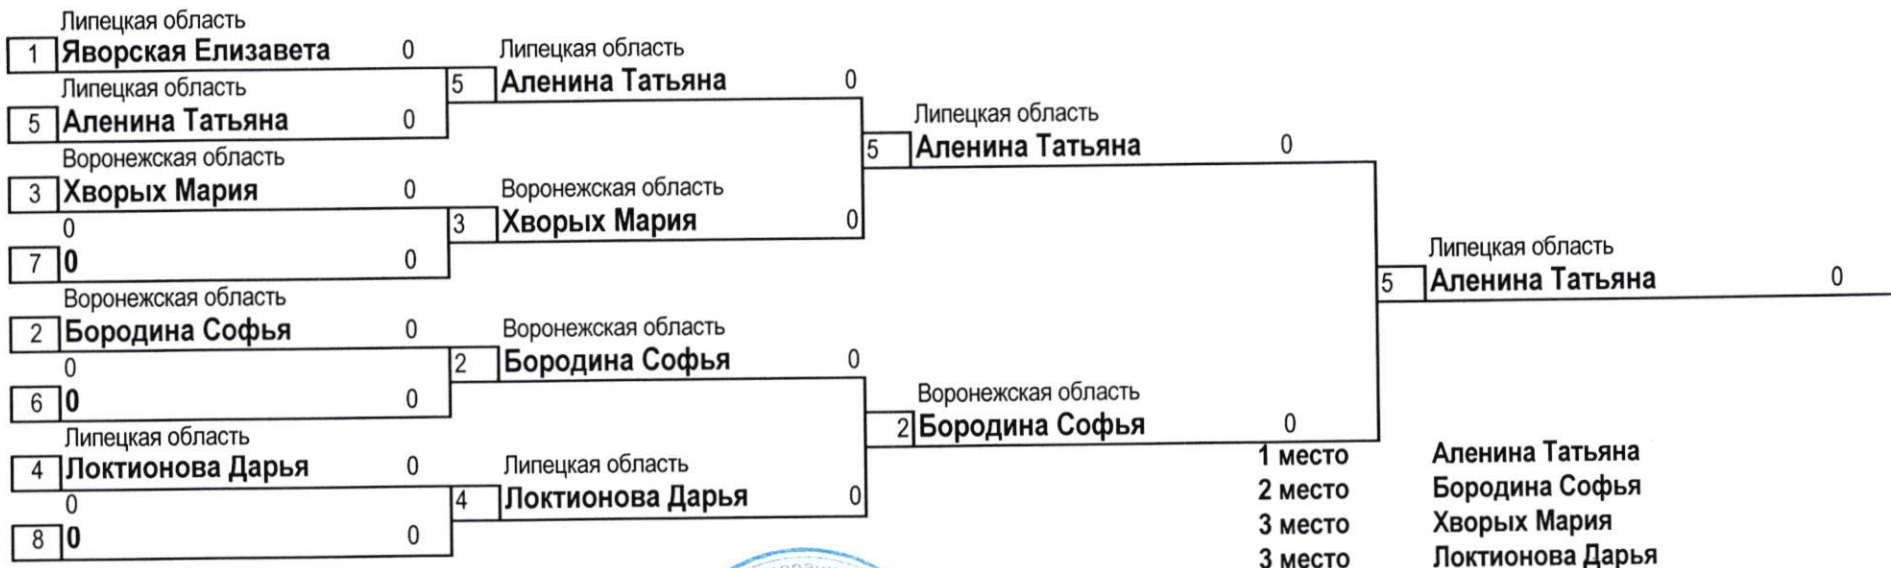 Липецкая область
1 Яворская Елизавета 0
Липецкая область
5 Аленина Татьяна 0
Воронежская область
3 Хворых Мария 0
0
7 0 0
Воронежская область
2 Бородина Софья 0
0
6 0 0
Липецкая область
4 Локтионова Дарья 0
0
8 0 0
Липецкая область
5 Аленина Татьяна 0
Воронежская область
3 Хворых Мария 0
Воронежская область
2 Бородина Софья 0
Липецкая область
4 Локтионова Дарья 0
Липецкая область
5 Аленина Татьяна 0
Воронежская область
2 Бородина Софья 0
Липецкая область
5 Аленина Татьяна 0
1 место Аленина Татьяна
2 место Бородина Софья
3 место Хворых Мария
3 место Локтионова Дарья